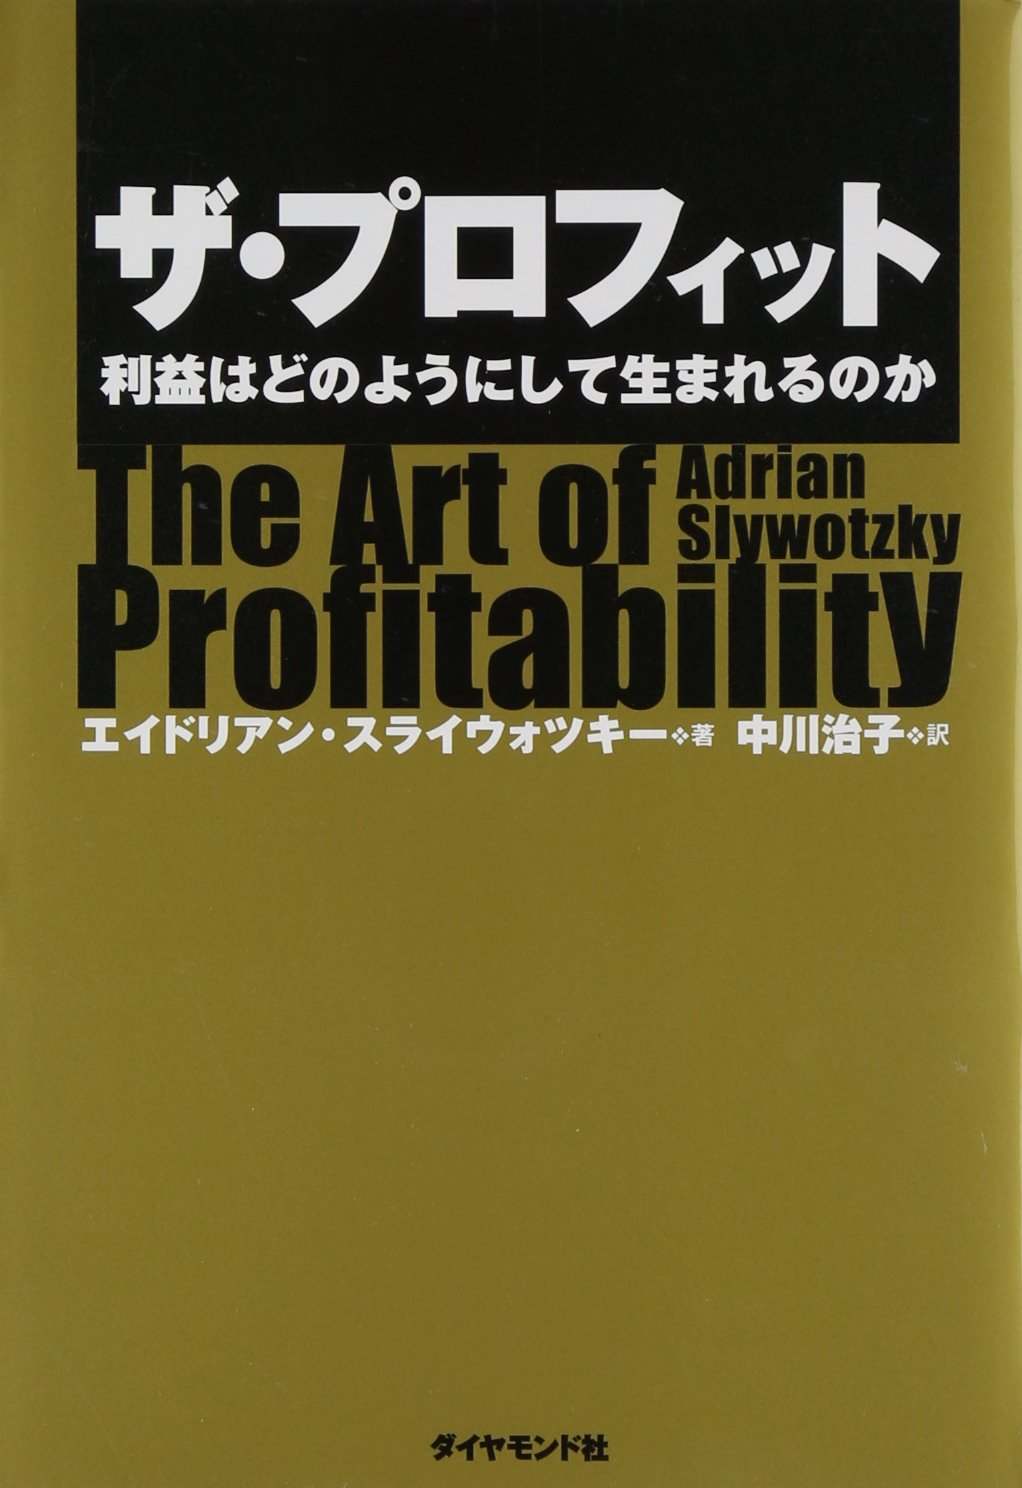 ザ・プロフィット
利益はどのようにして生まれるのか
The Art of
Adrian
Slywotzky
Profitability
エイドリアン・スライウォツキー❖著 中川治子❖訳
ダイヤモンド社